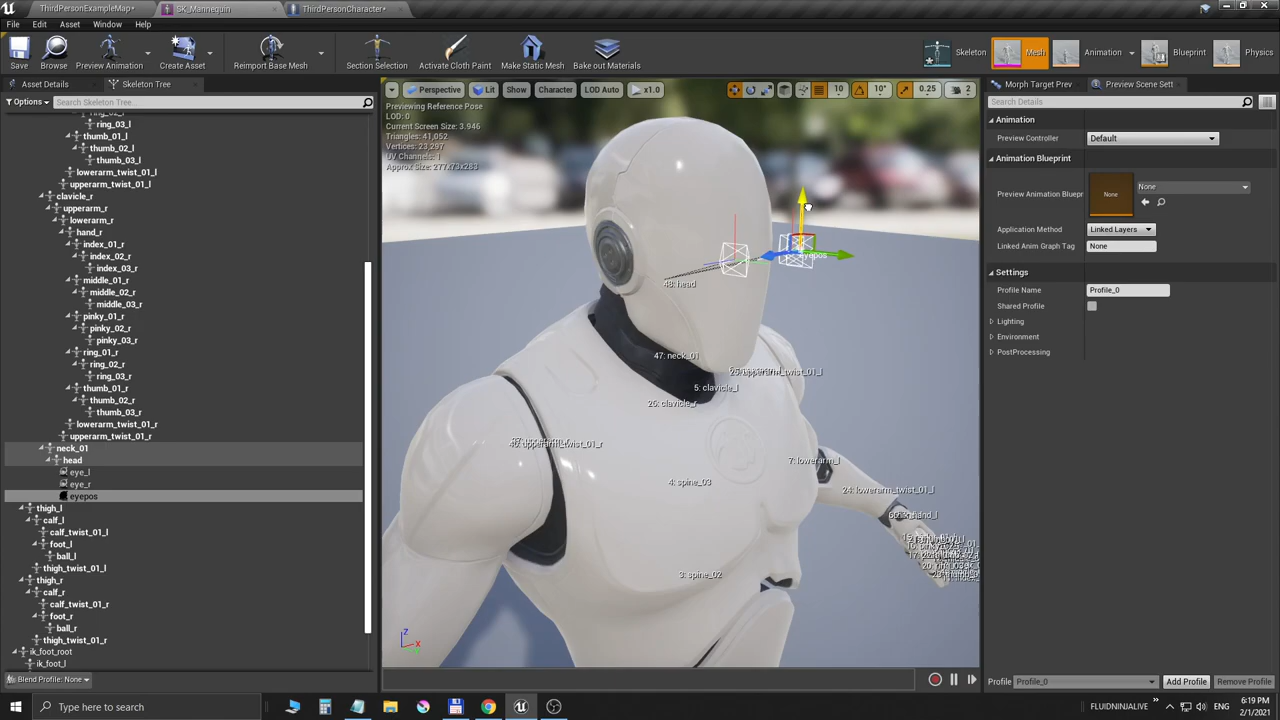 ThirdPersonExampleMap*
SK_Mannequin
ThirdPersonCharacter*
File
Edit
Asset
Window
Help
Save
Browse
Preview Animation
Create Asset
Reimport Base Mesh
Section Selection
Activate Cloth Paint
Make Static Mesh
Bake out Materials
Skeleton
Mesh
Animation
Blueprint
Physics
Asset Details
Skeleton Tree
Options
Search Skeleton Tree...
ring_03_l
thumb_01_l
thumb_02_l
thumb_03_l
lowerarm_twist_01_l
upperarm_twist_01_l
clavicle_r
upperarm_r
lowerarm_r
hand_r
index_01_r
index_02_r
index_03_r
middle_01_r
middle_02_r
middle_03_r
pinky_01_r
pinky_02_r
pinky_03_r
ring_01_r
ring_02_r
ring_03_r
thumb_01_r
thumb_02_r
thumb_03_r
lowerarm_twist_01_r
upperarm_twist_01_r
neck_01
head
eye_l
eye_r
eyepos
thigh_l
calf_l
calf_twist_01_l
foot_l
ball_l
thigh_twist_01_l
thigh_r
calf_r
calf_twist_01_r
foot_r
ball_r
thigh_twist_01_r
ik_foot_root
ik_foot_l
Blend Profile: None
Perspective
Lit
Show
Character
LOD Auto
x1.0
10
10°
0.25
2
Previewing Reference Pose
LOD: 0
Current Screen Size: 3.946
Triangles: 41,052
Vertices: 23,297
UV Channels: 1
Approx Size: 277x73x283
eyepos
48: head
47: neck_01
5: clavicle_l
26: clavicle_r
7: lowerarm_l
4: spine_03
24: lowerarm_twist_01_l
3: spine_02
Z
X
Morph Target Prev
Preview Scene Sett
Search Details
Animation
Preview Controller
Default
Animation Blueprint
Preview Animation Bluepr
None
None
Application Method
Linked Layers
Linked Anim Graph Tag
None
Settings
Profile Name
Profile_0
Shared Profile
Lighting
Environment
PostProcessing
Profile
Profile_0
Add Profile
Remove Profile
Type here to search
FLUIDNINJALIVE
6:19 PM
2/1/2021